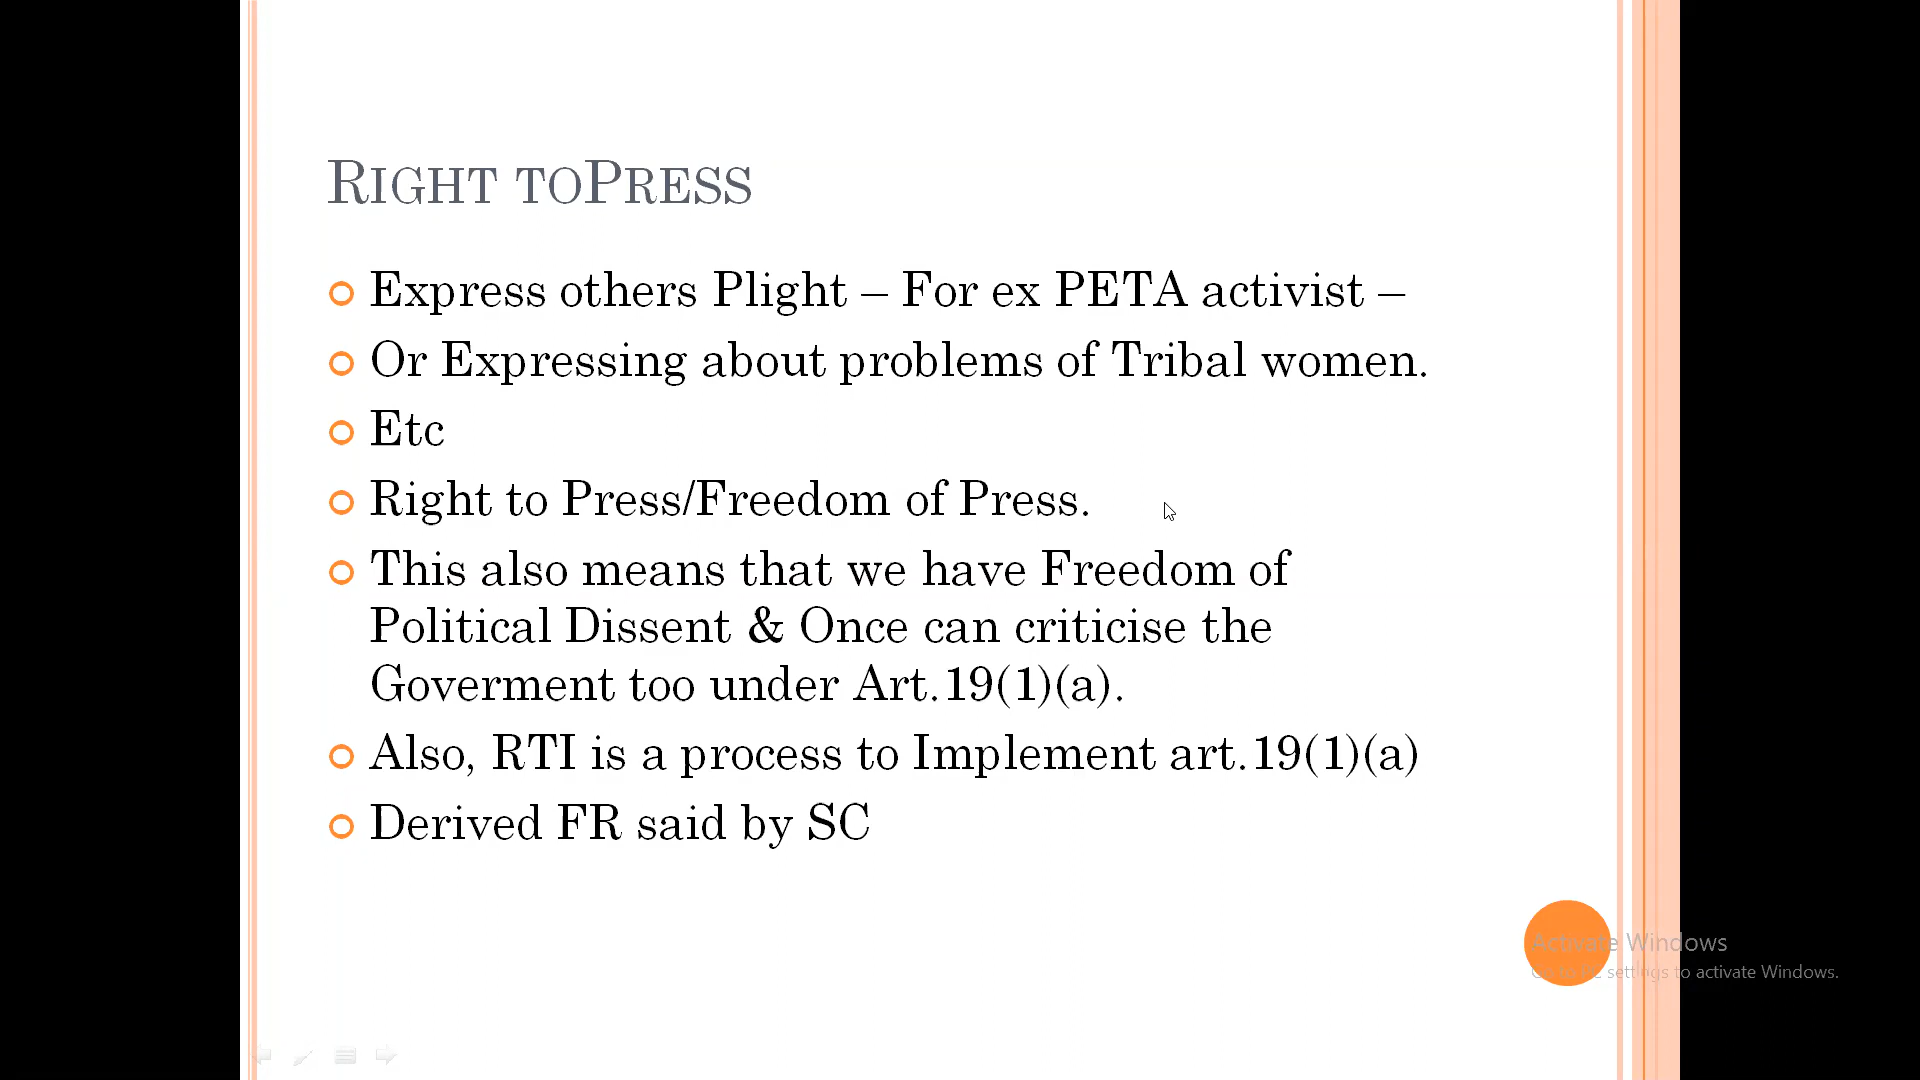 RIGHT TOPRESS
Express others Plight – For ex PETA activist –
Or Expressing about problems of Tribal women.
Etc
Right to Press/Freedom of Press.
This also means that we have Freedom of
Political Dissent & Once can criticise the
Goverment too under Art.19(1)(a).
Also, RTI is a process to Implement art.19(1)(a)
Derived FR said by SC
Activate Windows
Go to PC settings to activate Windows.